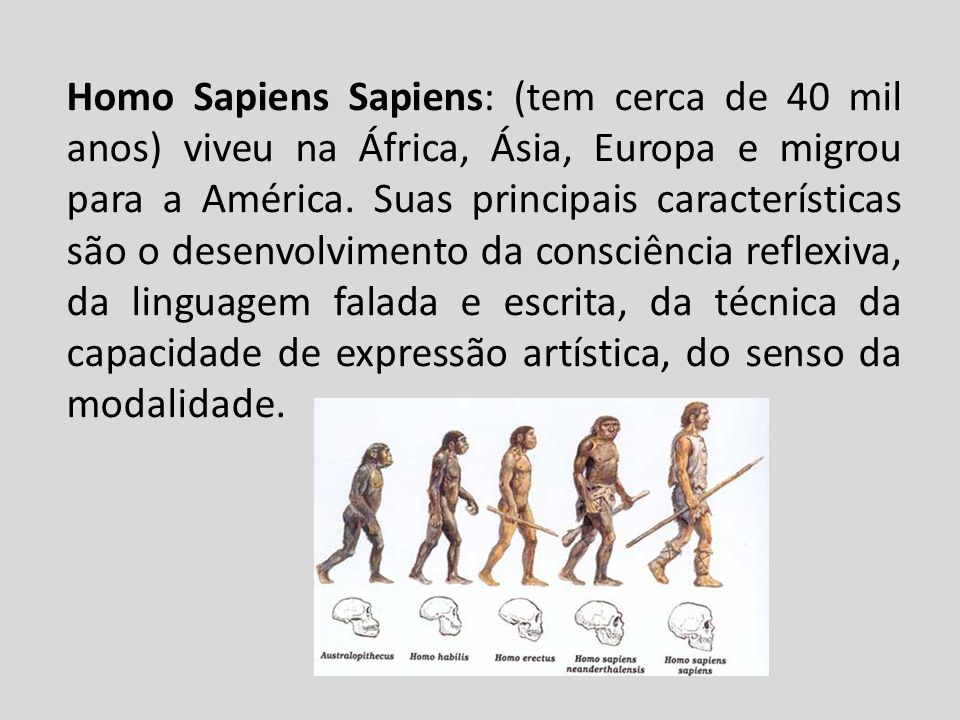 Homo Sapiens Sapiens: (tem cerca de 40 mil
anos) viveu na África, Ásia, Europa e migrou
para a América. Suas principais características
são o desenvolvimento da consciência reflexiva,
da linguagem falada e escrita, da técnica da
capacidade de expressão artística, do senso da
modalidade.
Australopithecus Homo habilis Homo erectus Homo sapiens Homo sapiens
neanderthalensis sapiens